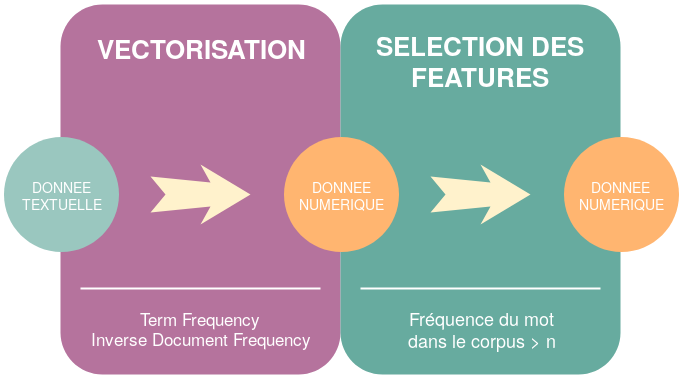 VECTORISATION
SELECTION DES
FEATURES
DONNEE
TEXTUELLE
DONNEE
NUMERIQUE
DONNEE
NUMERIQUE
Term Frequency
Inverse Document Frequency
Fréquence du mot
dans le corpus > n